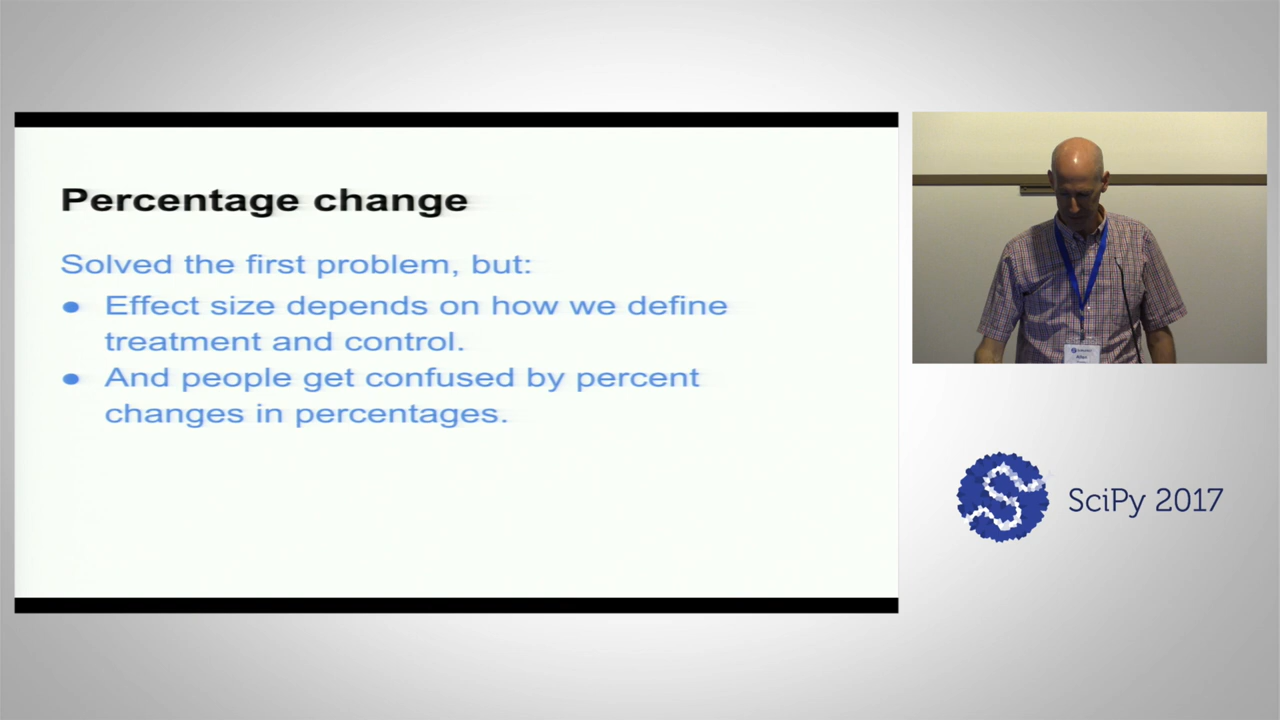 Percentage change
Solved the first problem, but:
● Effect size depends on how we define
treatment and control.
● And people get confused by percent
changes in percentages.
Allen
SciPy 2017